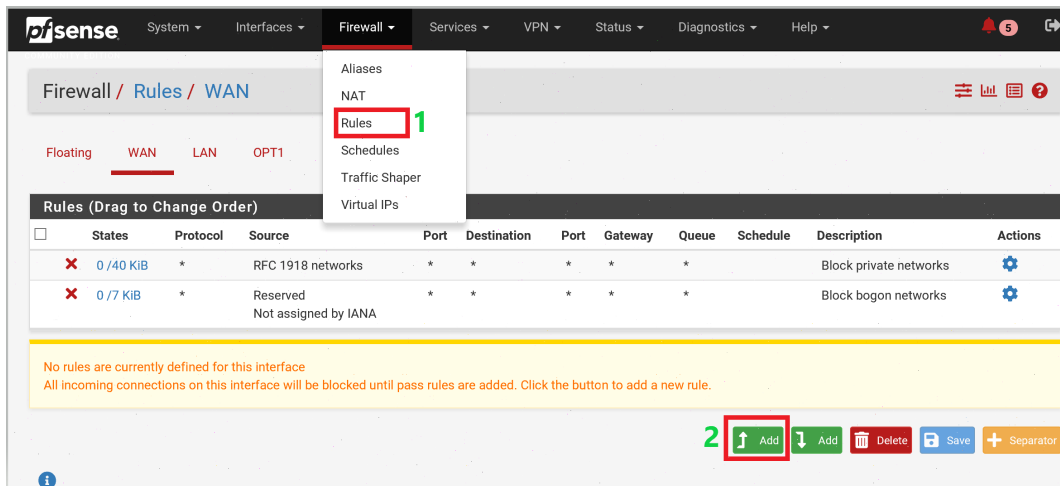 pfsense System Interfaces Firewall Services VPN Status Diagnostics Help 5
Aliases
NAT
Rules 1
Schedules
Traffic Shaper
Virtual IPs
Firewall / Rules / WAN
Floating WAN LAN OPT1
Rules (Drag to Change Order)
States Protocol Source Port Destination Port Gateway Queue Schedule Description Actions
0 /40 KiB * RFC 1918 networks * * * * * Block private networks
0 /7 KiB * Reserved * * * * * Block bogon networks
Not assigned by IANA
No rules are currently defined for this interface
All incoming connections on this interface will be blocked until pass rules are added. Click the button to add a new rule.
2 Add Add Delete Save Separator